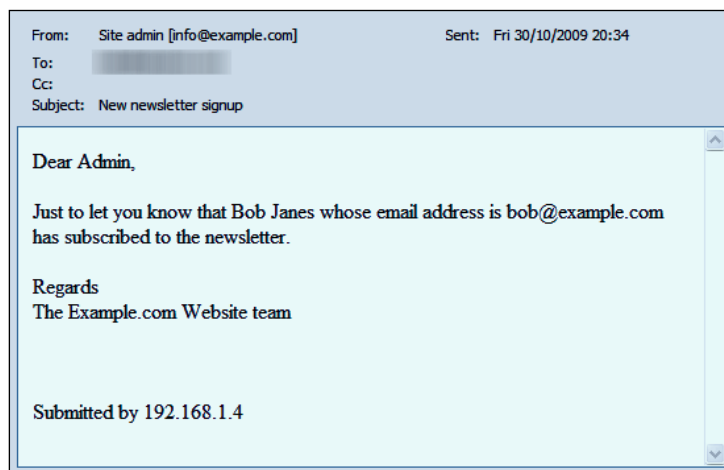 From: Site admin [info@example.com] Sent: Fri 30/10/2009 20:34
To:
Cc:
Subject: New newsletter signup
Dear Admin,
Just to let you know that Bob Janes whose email address is bob@example.com
has subscribed to the newsletter.
Regards
The Example.com Website team
Submitted by 192.168.1.4